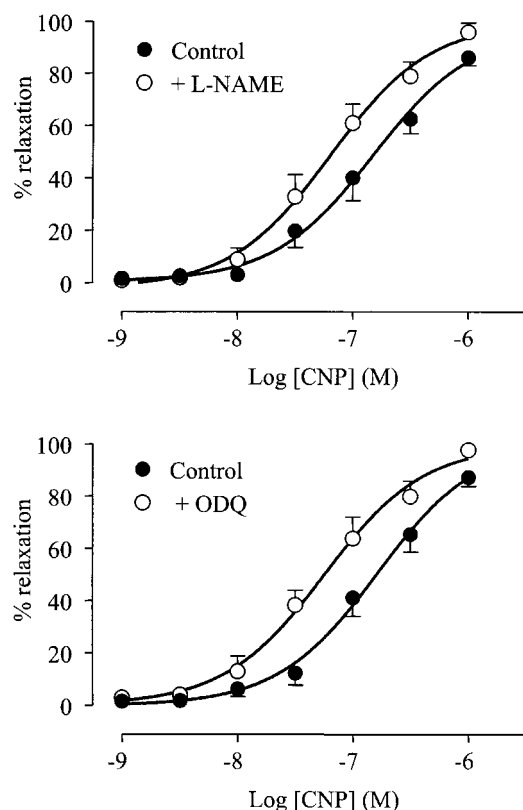 100
80
60
40
20
0
% relaxation
Control
+ L-NAME
-9
-8
-7
-6
Log [CNP] (M)
100
80
60
40
20
0
% relaxation
Control
+ ODQ
-9
-8
-7
-6
Log [CNP] (M)